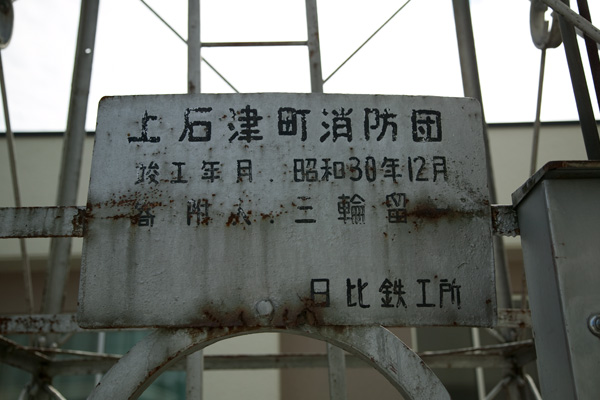 上石津町消防団
竣工年月 昭和30年12月
寄附人 三輪留
日比鉄工所